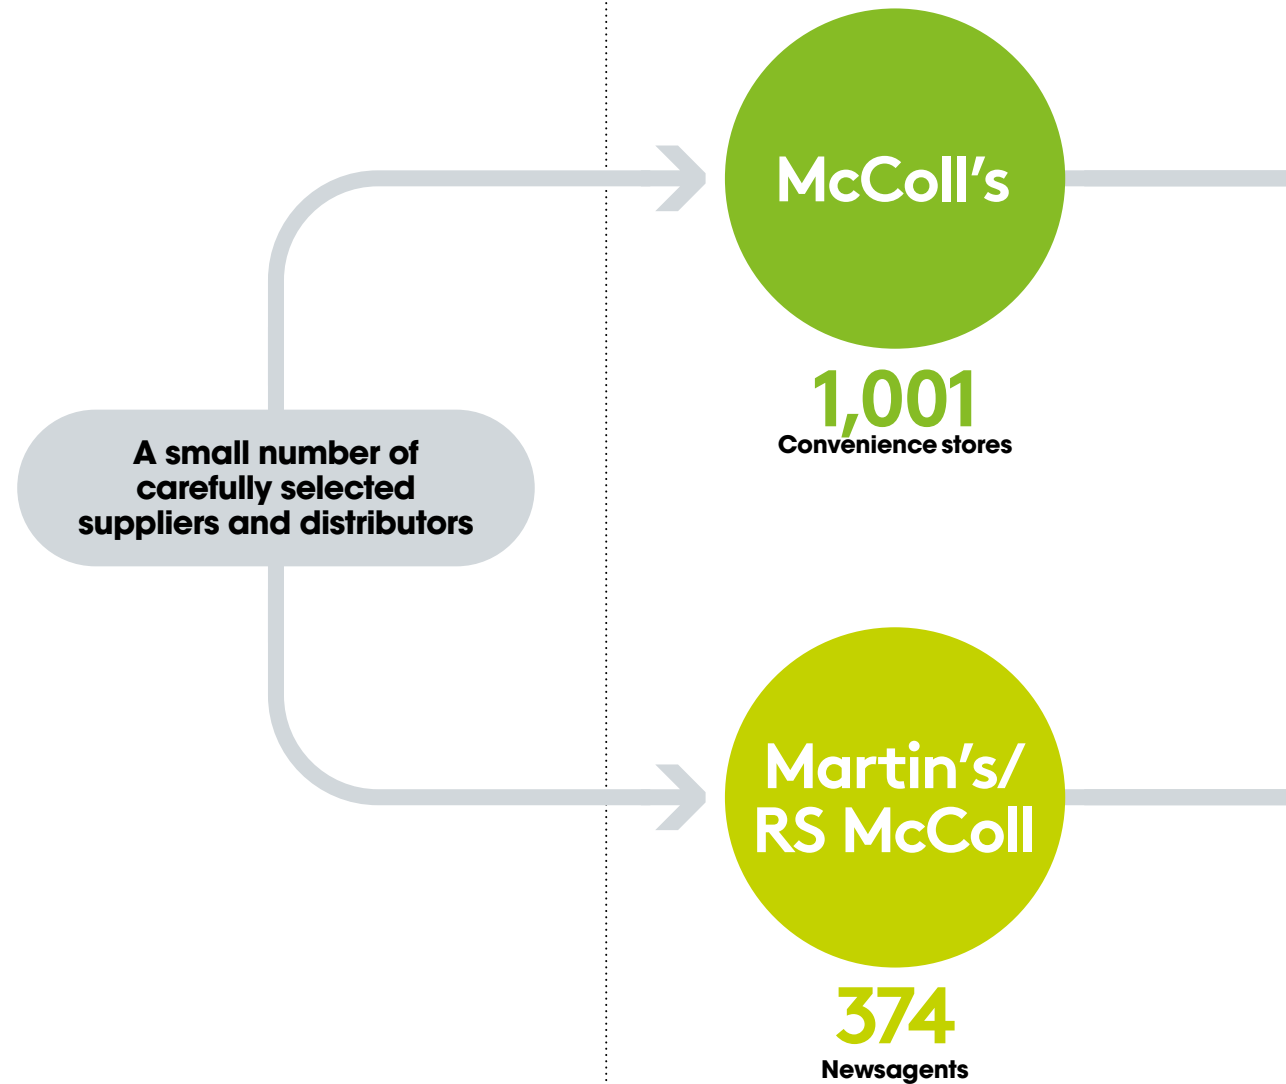 McColl’s
1,001
Convenience stores
A small number of
carefully selected
suppliers and distributors
Martin’s/
RS McColl
374
Newsagents